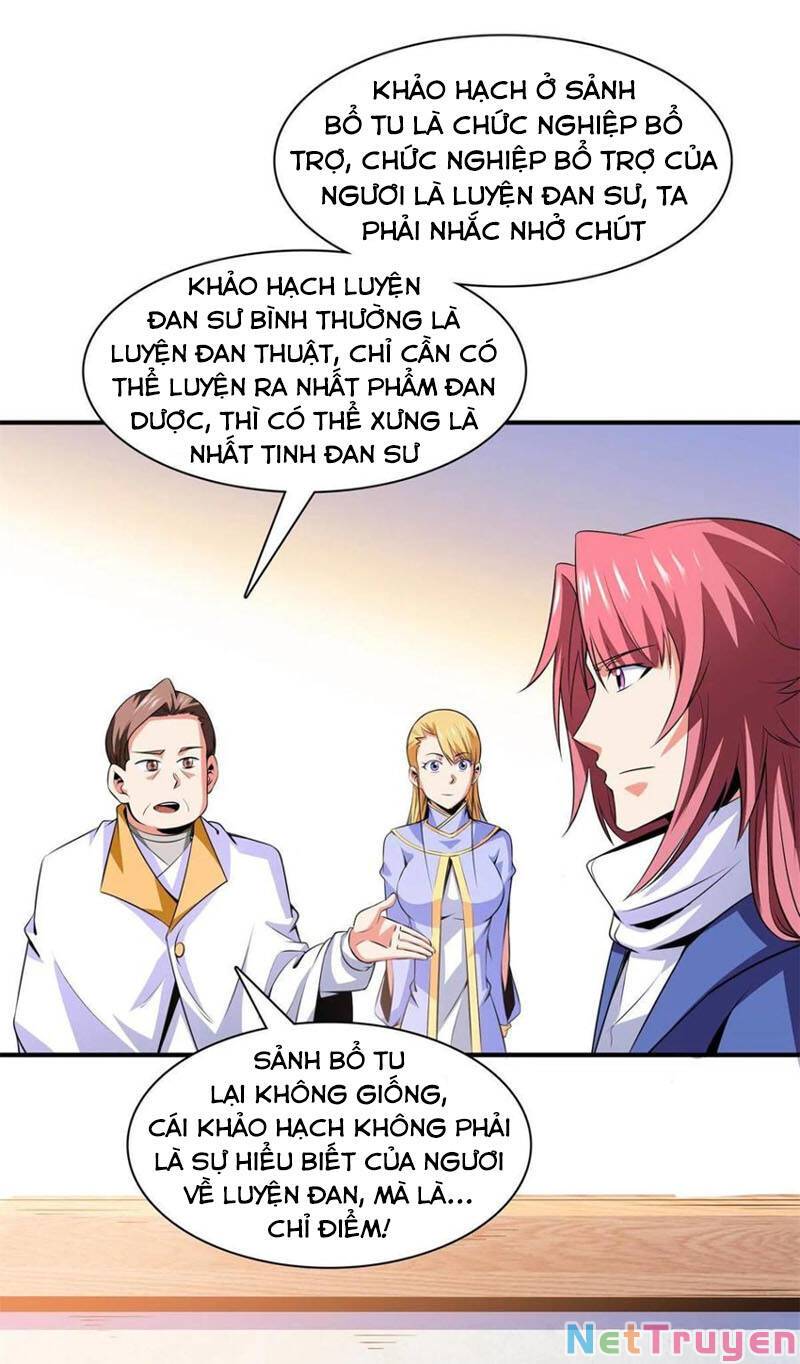 KHẢO HẠCH Ở SẢNH
BỔ TU LÀ CHỨC NGHIỆP BỔ
TRỢ, CHỨC NGHIỆP BỔ TRỢ CỦA
NGƯƠI LÀ LUYỆN ĐAN SƯ, TA
PHẢI NHẮC NHỞ CHÚT
KHẢO HẠCH LUYỆN
ĐAN SƯ BÌNH THƯỜNG LÀ
LUYỆN ĐAN THUẬT, CHỈ CẦN CÓ
THỂ LUYỆN RA NHẤT PHẨM ĐAN
DƯỢC, THÌ CÓ THỂ XƯNG LÀ
NHẤT TINH ĐAN SƯ
SẢNH BỔ TU
LẠI KHÔNG GIỐNG,
CÁI KHẢO HẠCH KHÔNG PHẢI
LÀ SỰ HIỂU BIẾT CỦA NGƯƠI
VỀ LUYỆN ĐAN, MÀ LÀ...
CHỈ ĐIỂM!
NetTruyen